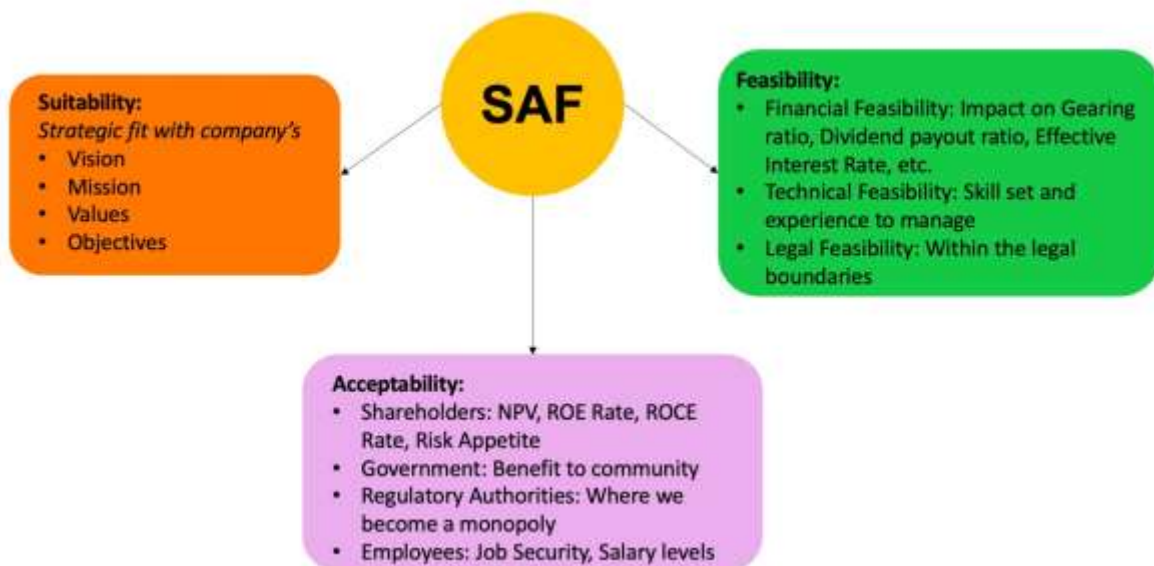 SAF
Suitability:
Strategic fit with company's
• Vision
• Mission
• Values
• Objectives
Feasibility:
• Financial Feasibility: Impact on Gearing
ratio, Dividend payout ratio, Effective
Interest Rate, etc.
• Technical Feasibility: Skill set and
experience to manage
• Legal Feasibility: Within the legal
boundaries
Acceptability:
• Shareholders: NPV, ROE Rate, ROCE
Rate, Risk Appetite
• Government: Benefit to community
• Regulatory Authorities: Where we
become a monopoly
• Employees: Job Security, Salary levels